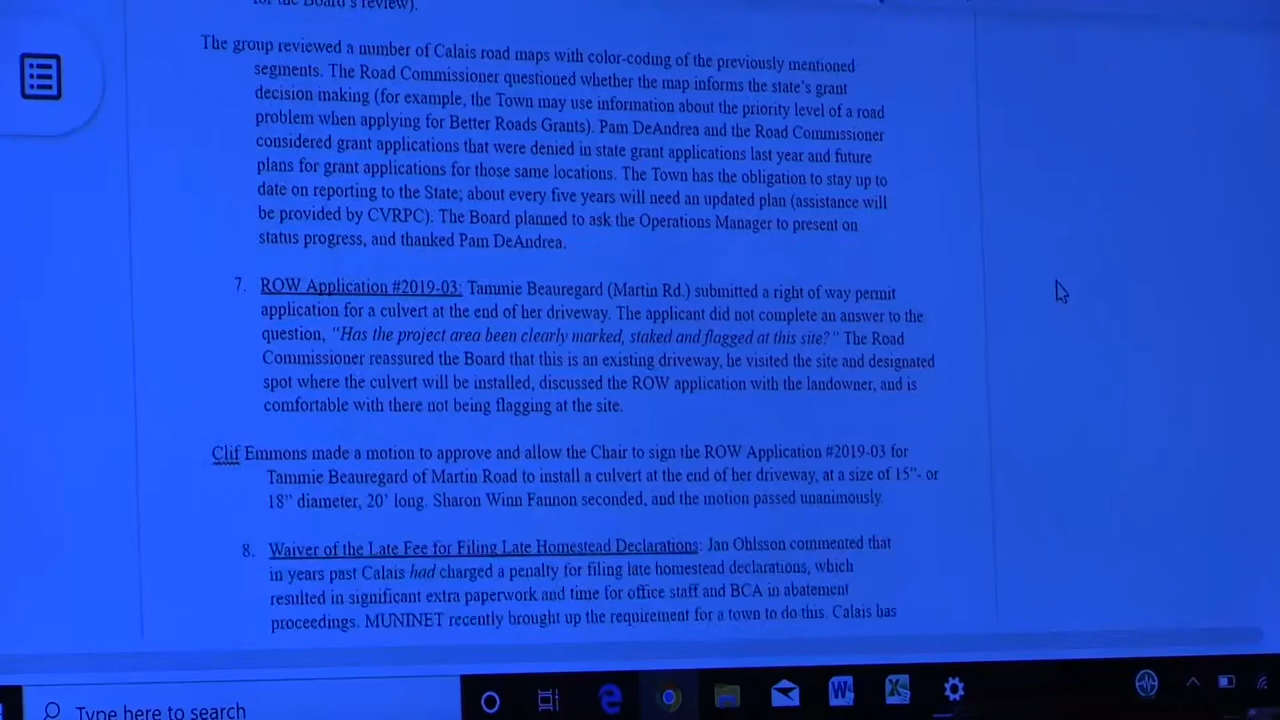 for the Board's review).
The group reviewed a number of Calais road maps with color-coding of the previously mentioned
segments. The Road Commissioner questioned whether the map informs the state's grant
decision making (for example, the Town may use information about the priority level of a road
problem when applying for Better Roads Grants). Pam DeAndrea and the Road Commissioner
considered grant applications that were denied in state grant applications last year and future
plans for grant applications for those same locations. The Town has the obligation to stay up to
date on reporting to the State; about every five years will need an updated plan (assistance will
be provided by CVRPC). The Board planned to ask the Operations Manager to present on
status progress, and thanked Pam DeAndrea.
7. ROW Application #2019-03: Tammie Beauregard (Martin Rd.) submitted a right of way permit
application for a culvert at the end of her driveway. The applicant did not complete an answer to the
question, "Has the project area been clearly marked, staked and flagged at this site?" The Road
Commissioner reassured the Board that this is an existing driveway, he visited the site and designated
spot where the culvert will be installed, discussed the ROW application with the landowner, and is
comfortable with there not being flagging at the site.
Clif Emmons made a motion to approve and allow the Chair to sign the ROW Application #2019-03 for
Tammie Beauregard of Martin Road to install a culvert at the end of her driveway, at a size of 15"- or
18" diameter, 20' long. Sharon Winn Fannon seconded, and the motion passed unanimously.
8. Waiver of the Late Fee for Filing Late Homestead Declarations: Jan Ohlsson commented that
in years past Calais had charged a penalty for filing late homestead declarations, which
resulted in significant extra paperwork and time for office staff and BCA in abatement
proceedings. MUNINET recently brought up the requirement for a town to do this. Calais has
Type here to search